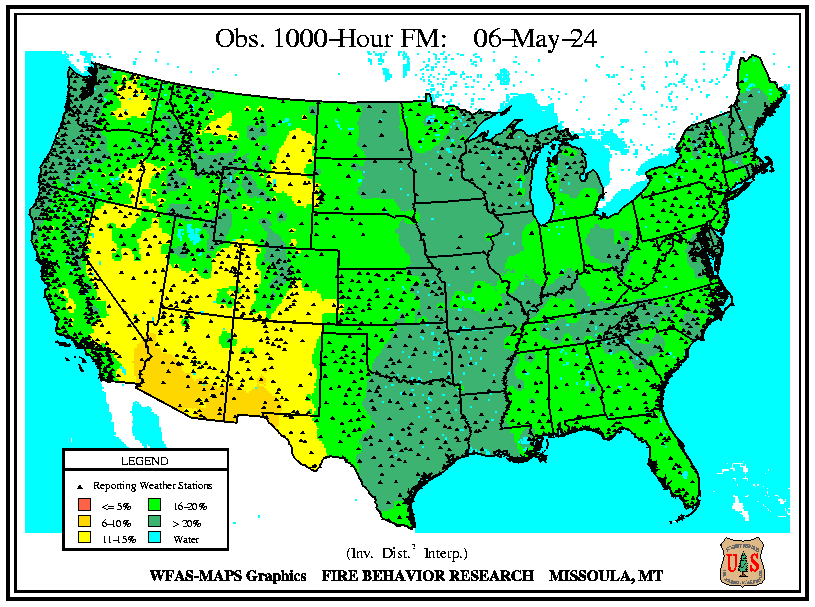 Obs. 1000-Hour FM: 06-May-24
LEGEND
Reporting Weather Stations
<= 5% 16-20%
6-10% > 20%
11-15% Water
(Inv. Dist.² Interp.)
WFAS-MAPS Graphics FIRE BEHAVIOR RESEARCH MISSOULA, MT
U S